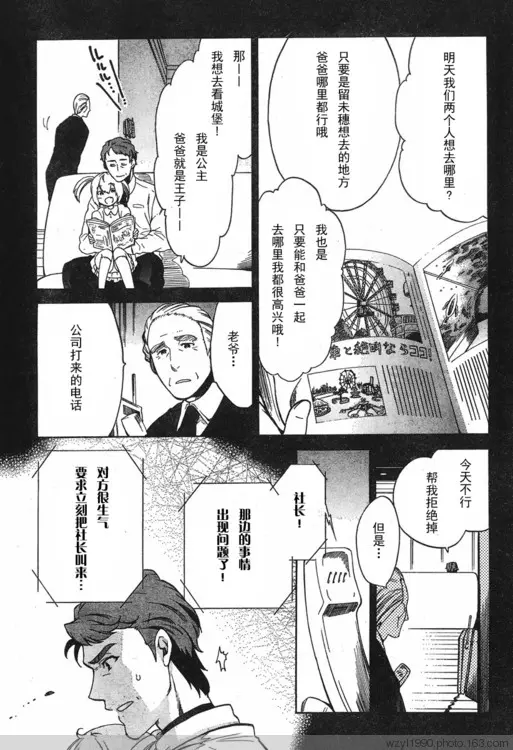 明天我们两个人想去哪里？
只要是留未穗想去的地方
爸爸哪里都行哦
我也是
只要能和爸爸一起
去哪里我都很高兴哦！
絶叫ならココ！
那——
我想去看城堡！
我是公主
爸爸就是王子——
老爷…
公司打来的电话
今天不行
帮我拒绝掉
但是…
社长！
那边的事情
出现问题了！
对方很生气
要求立刻把社长叫来…
wzyl1990.photo.163.com